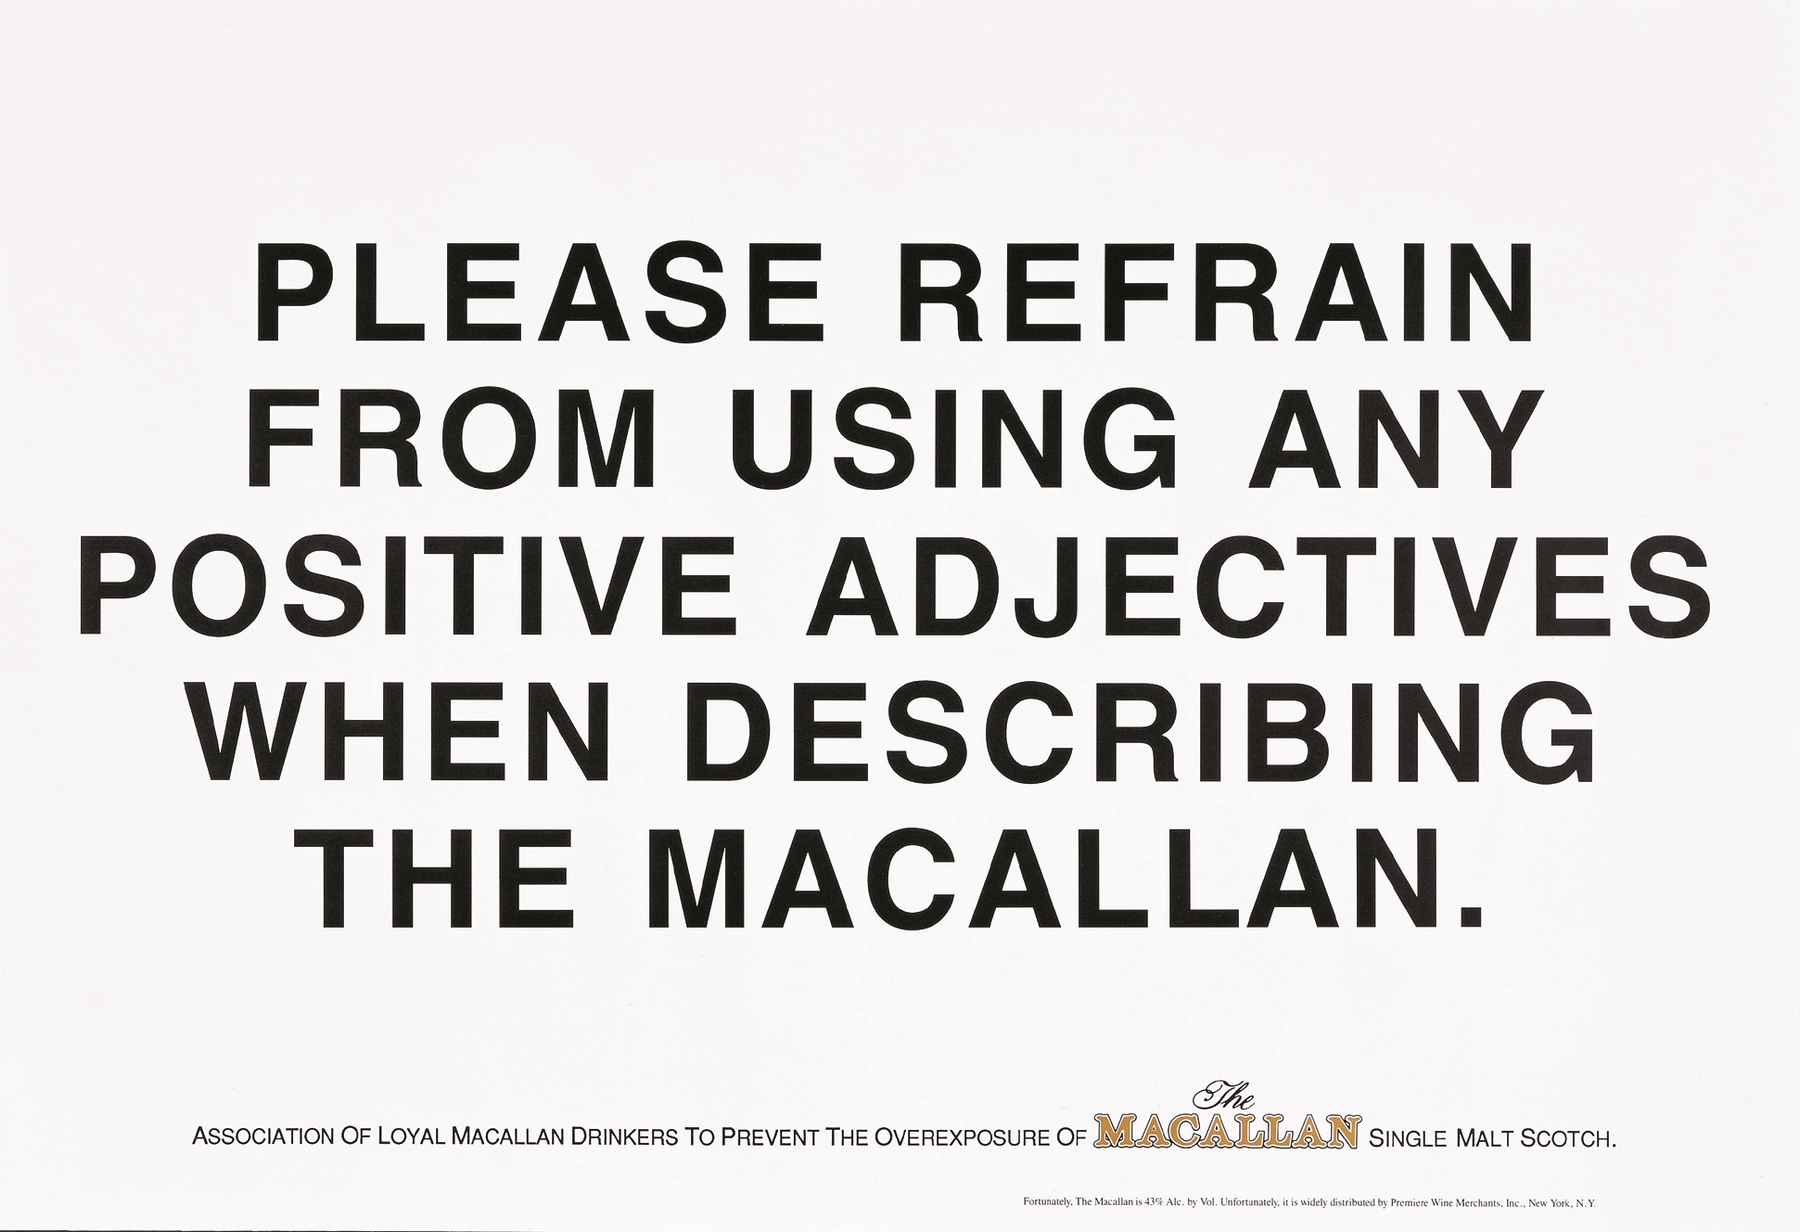 PLEASE REFRAIN
FROM USING ANY
POSITIVE ADJECTIVES
WHEN DESCRIBING
THE MACALLAN.
ASSOCIATION OF LOYAL MACALLAN DRINKERS TO PREVENT THE OVEREXPOSURE OF The MACALLAN SINGLE MALT SCOTCH.
Fortunately, The Macallan is 43% Alc. by Vol. Unfortunately, it is widely distributed by Premiere Wine Merchants, Inc., New York, N.Y.